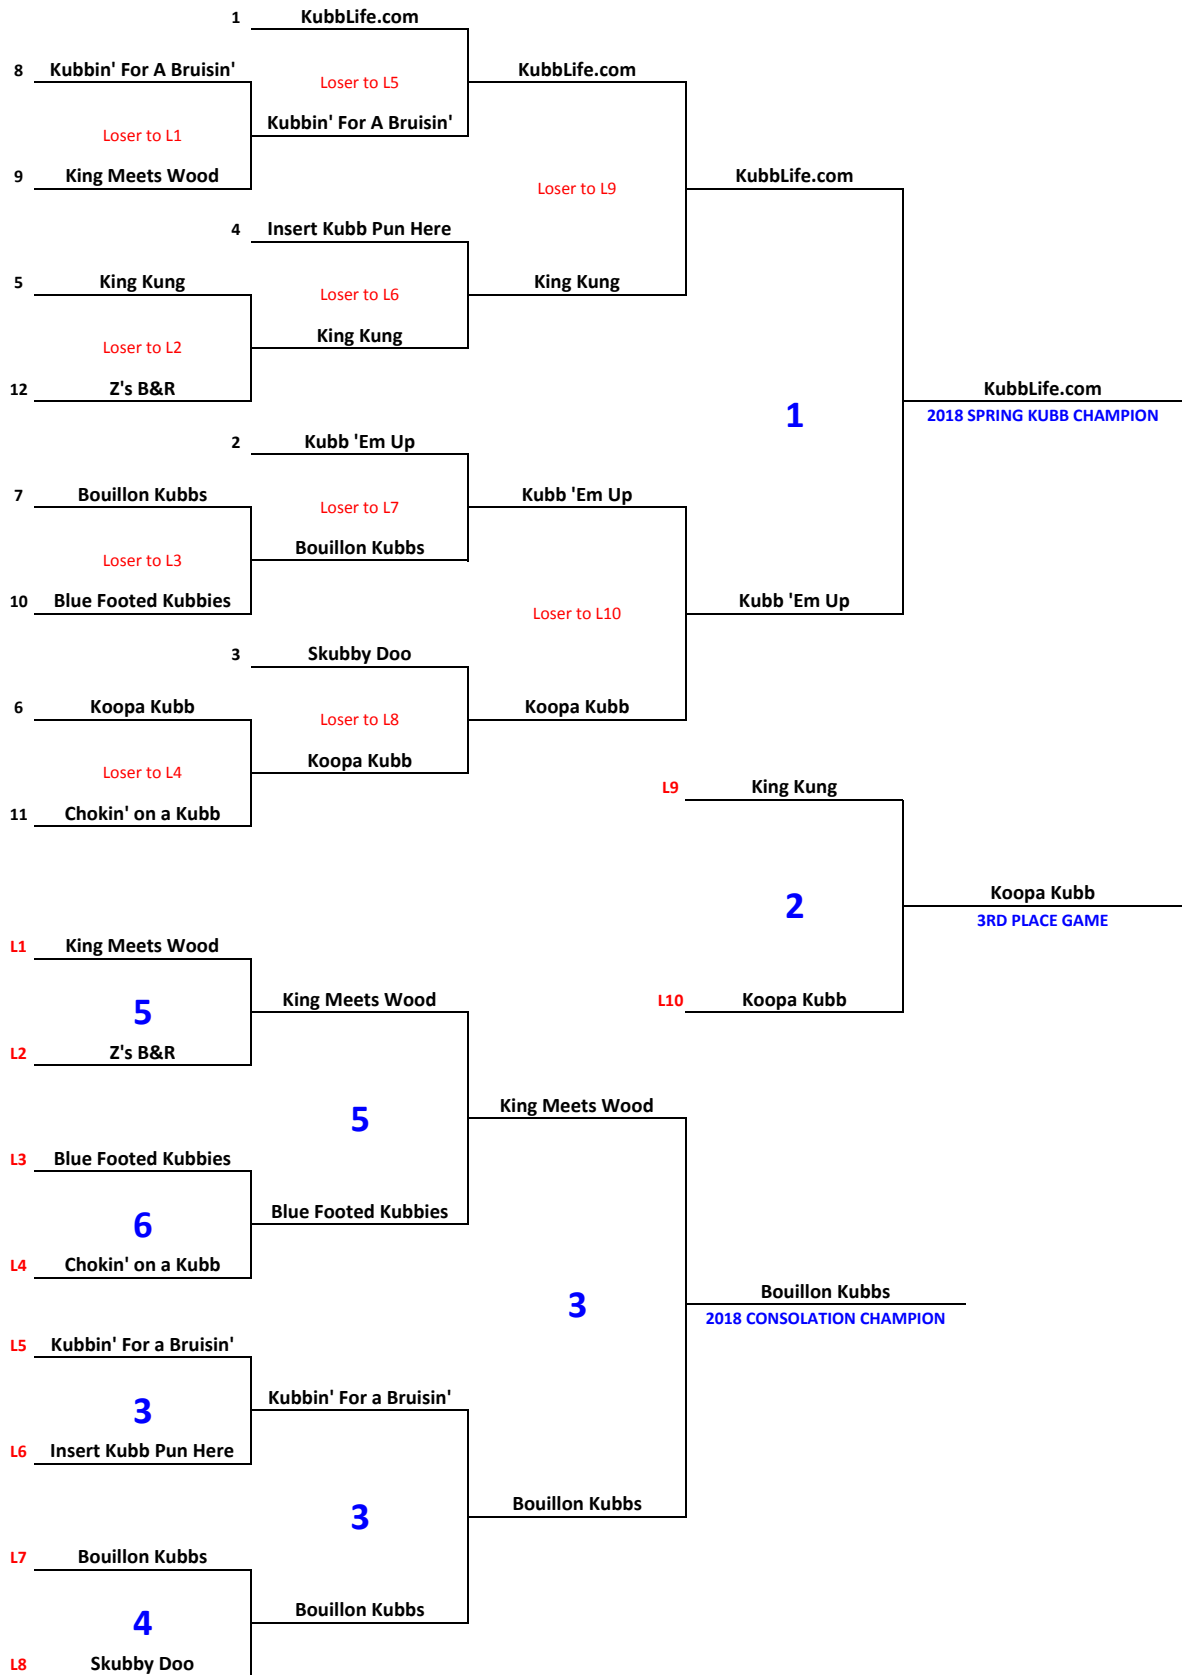 1 KubbLife.com
8 Kubbin' For A Bruisin' KubbLife.com
Loser to L5
Loser to L1 Kubbin' For A Bruisin'
9 King Meets Wood KubbLife.com
Loser to L9
4 Insert Kubb Pun Here
5 King Kung King Kung
Loser to L6
Loser to L2 King Kung
12 Z's B&R KubbLife.com
1 2018 SPRING KUBB CHAMPION
2 Kubb 'Em Up
7 Bouillon Kubbs Kubb 'Em Up
Loser to L7
Loser to L3 Bouillon Kubbs
10 Blue Footed Kubbies Kubb 'Em Up
Loser to L10
3 Skubby Doo
6 Koopa Kubb Koopa Kubb
Loser to L8
Loser to L4 Koopa Kubb
L9 King Kung
11 Chokin' on a Kubb
2 Koopa Kubb
3RD PLACE GAME
L1 King Meets Wood
5 King Meets Wood L10 Koopa Kubb
L2 Z's B&R
5 King Meets Wood
L3 Blue Footed Kubbies
6 Blue Footed Kubbies
L4 Chokin' on a Kubb
3 Bouillon Kubbs
2018 CONSOLATION CHAMPION
L5 Kubbin' For a Bruisin'
3 Kubbin' For a Bruisin'
L6 Insert Kubb Pun Here
3 Bouillon Kubbs
L7 Bouillon Kubbs
4 Bouillon Kubbs
L8 Skubby Doo